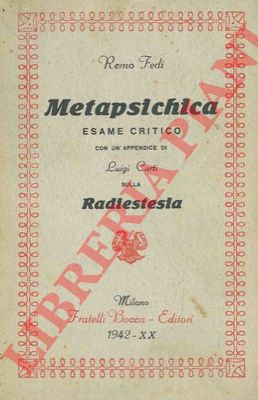 Remo Fedi
Metapsichica
ESAME CRITICO
CON UN'APPENDICE DI
Luigi Curti
SULLA
Radiestesia
Milano
Fratelli Bocca - Editori
1942 - XX
LIBRERIA PIANI